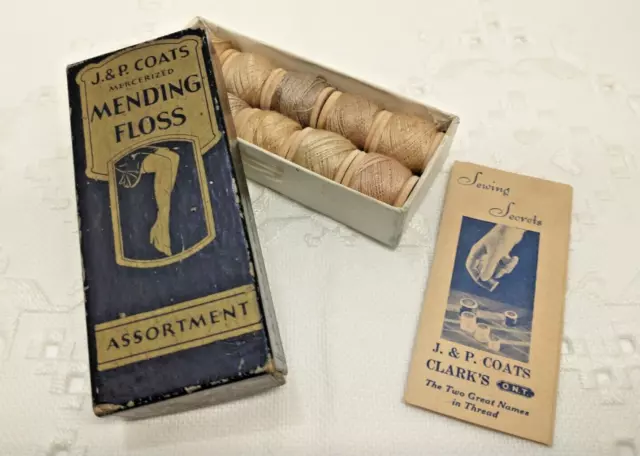 J. & P. COATS
MERCERIZED
MENDING
FLOSS
ASSORTMENT
Sewing
Secrets
J. & P. COATS
CLARK'S O.N.T.
The Two Great Names
in Thread